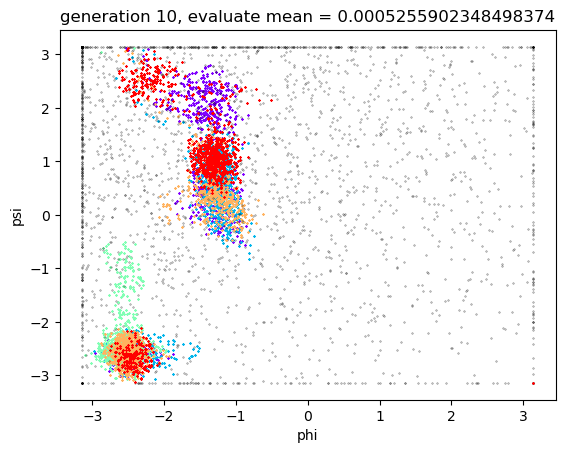 generation 10, evaluate mean = 0.0005255902348498374
3
2
1
0
−1
−2
−3
psi
−3 −2 −1 0 1 2 3
phi